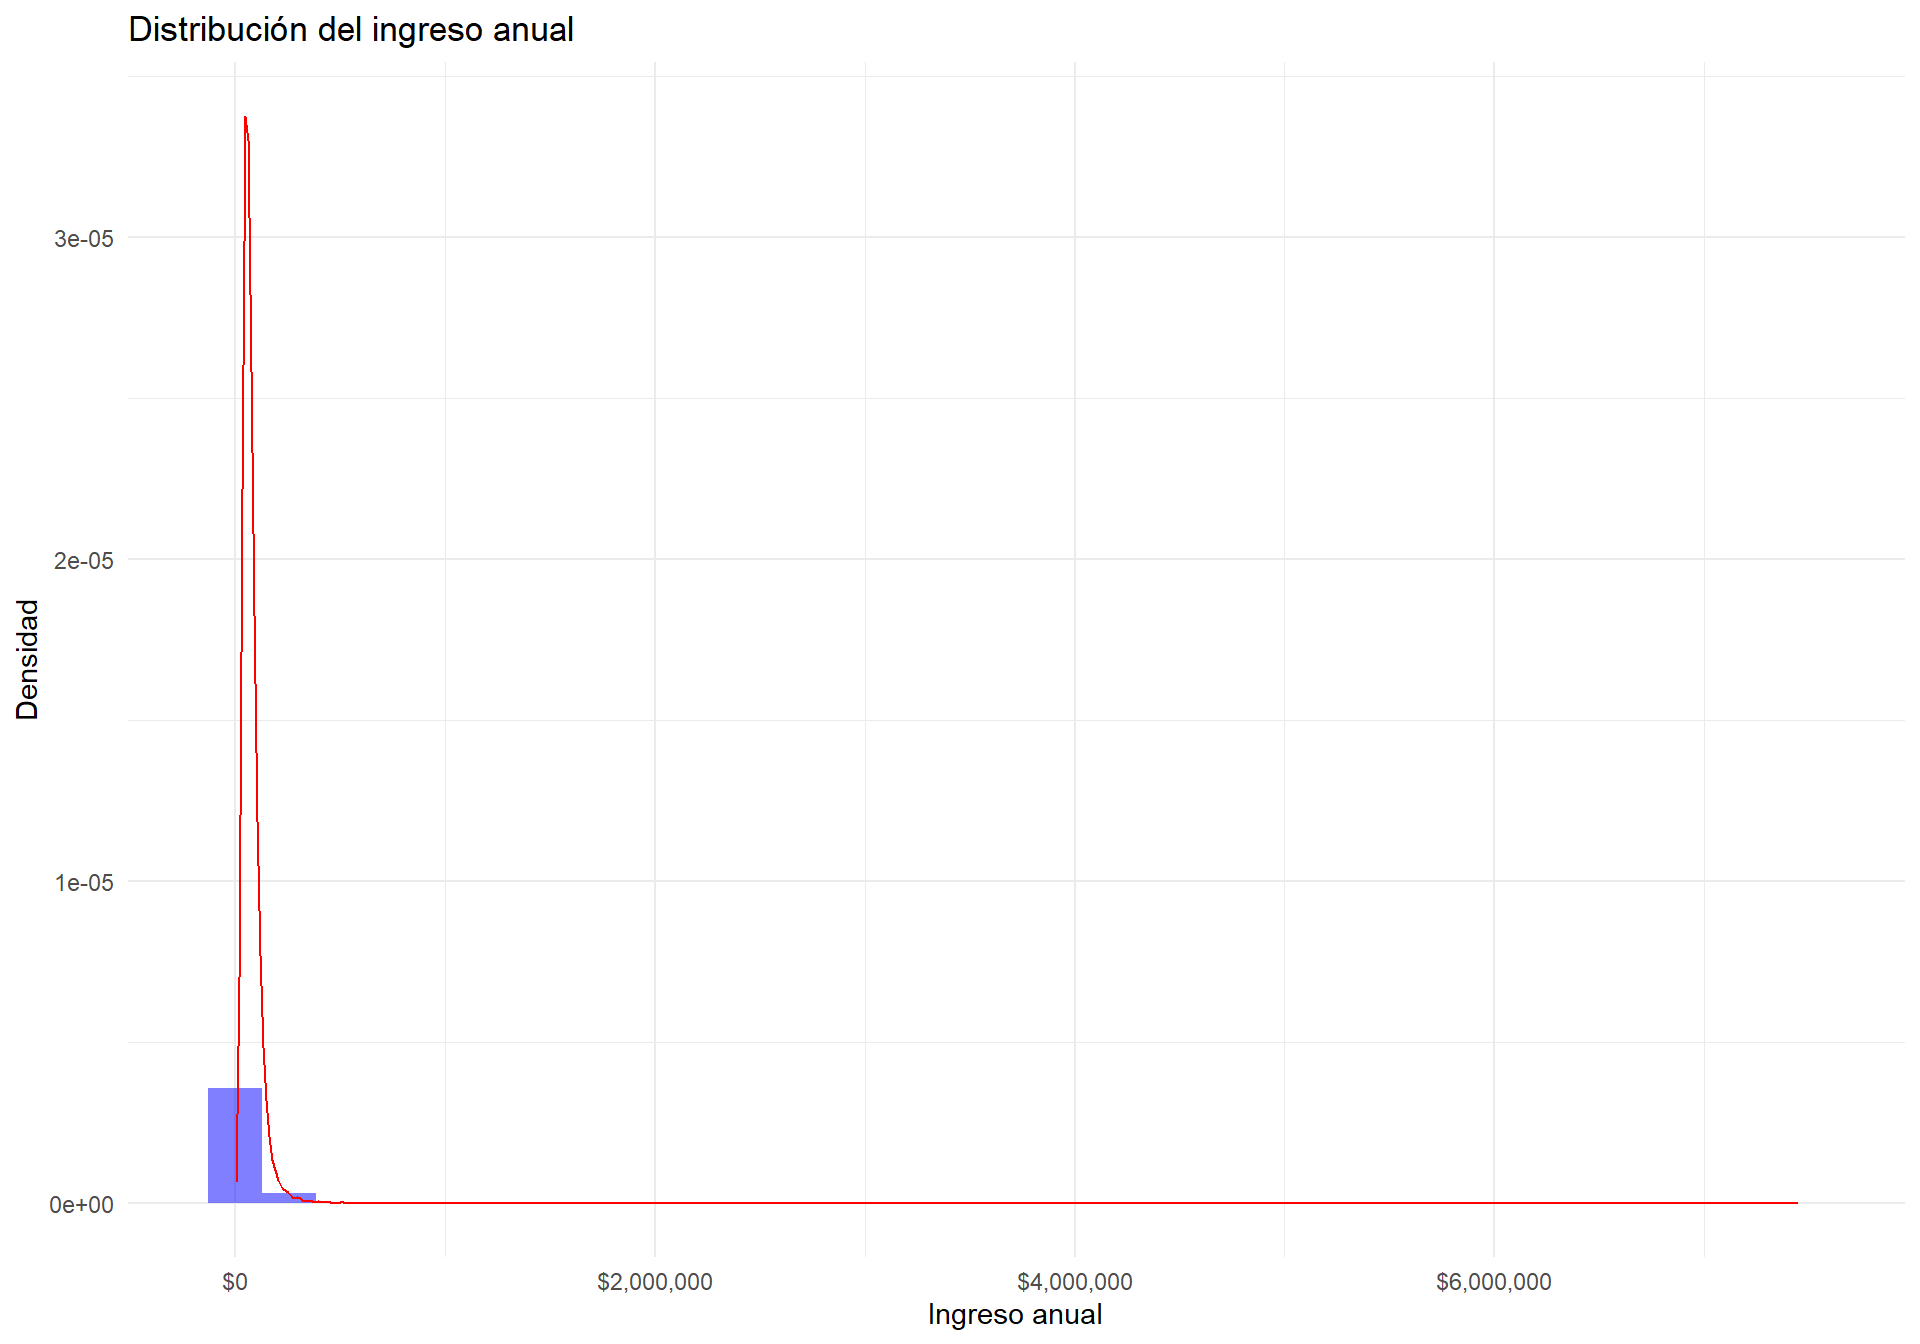 Distribución del ingreso anual
Densidad
3e-05
2e-05
1e-05
0e+00
$0
$2,000,000
$4,000,000
$6,000,000
Ingreso anual